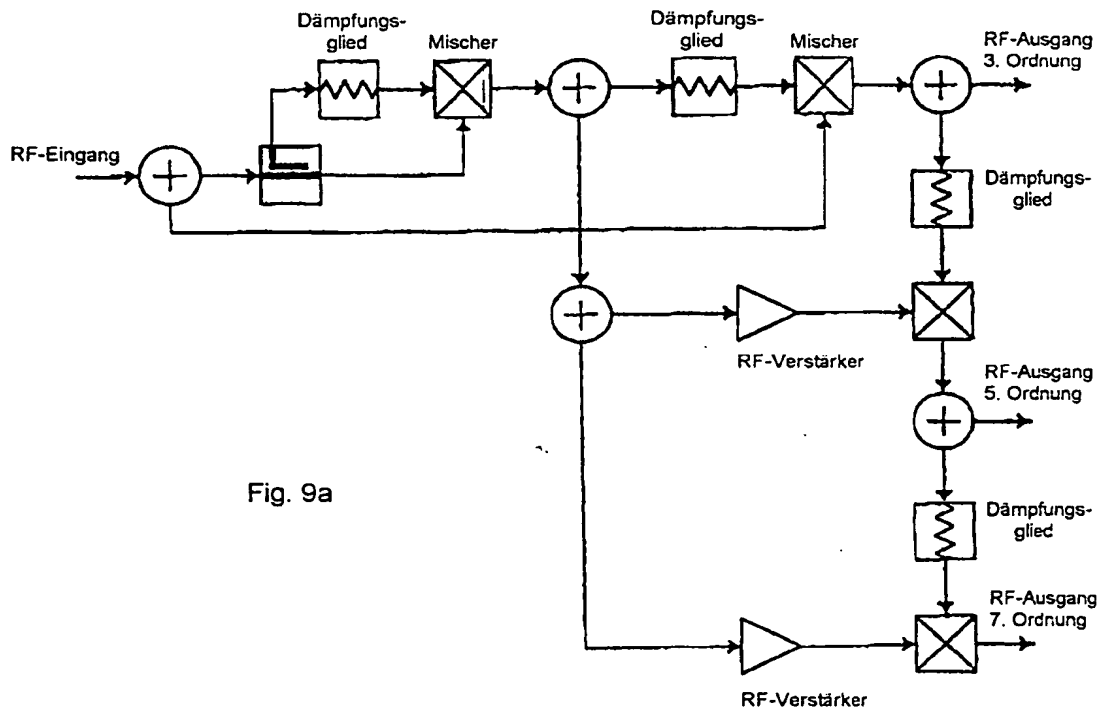 Dämpfungs-
glied
Mischer
Dämpfungs-
glied
Mischer
RF-Ausgang
3. Ordnung
RF-Eingang
Dämpfungs-
glied
RF-Verstärker
RF-Ausgang
5. Ordnung
Fig. 9a
Dämpfungs-
glied
RF-Ausgang
7. Ordnung
RF-Verstärker